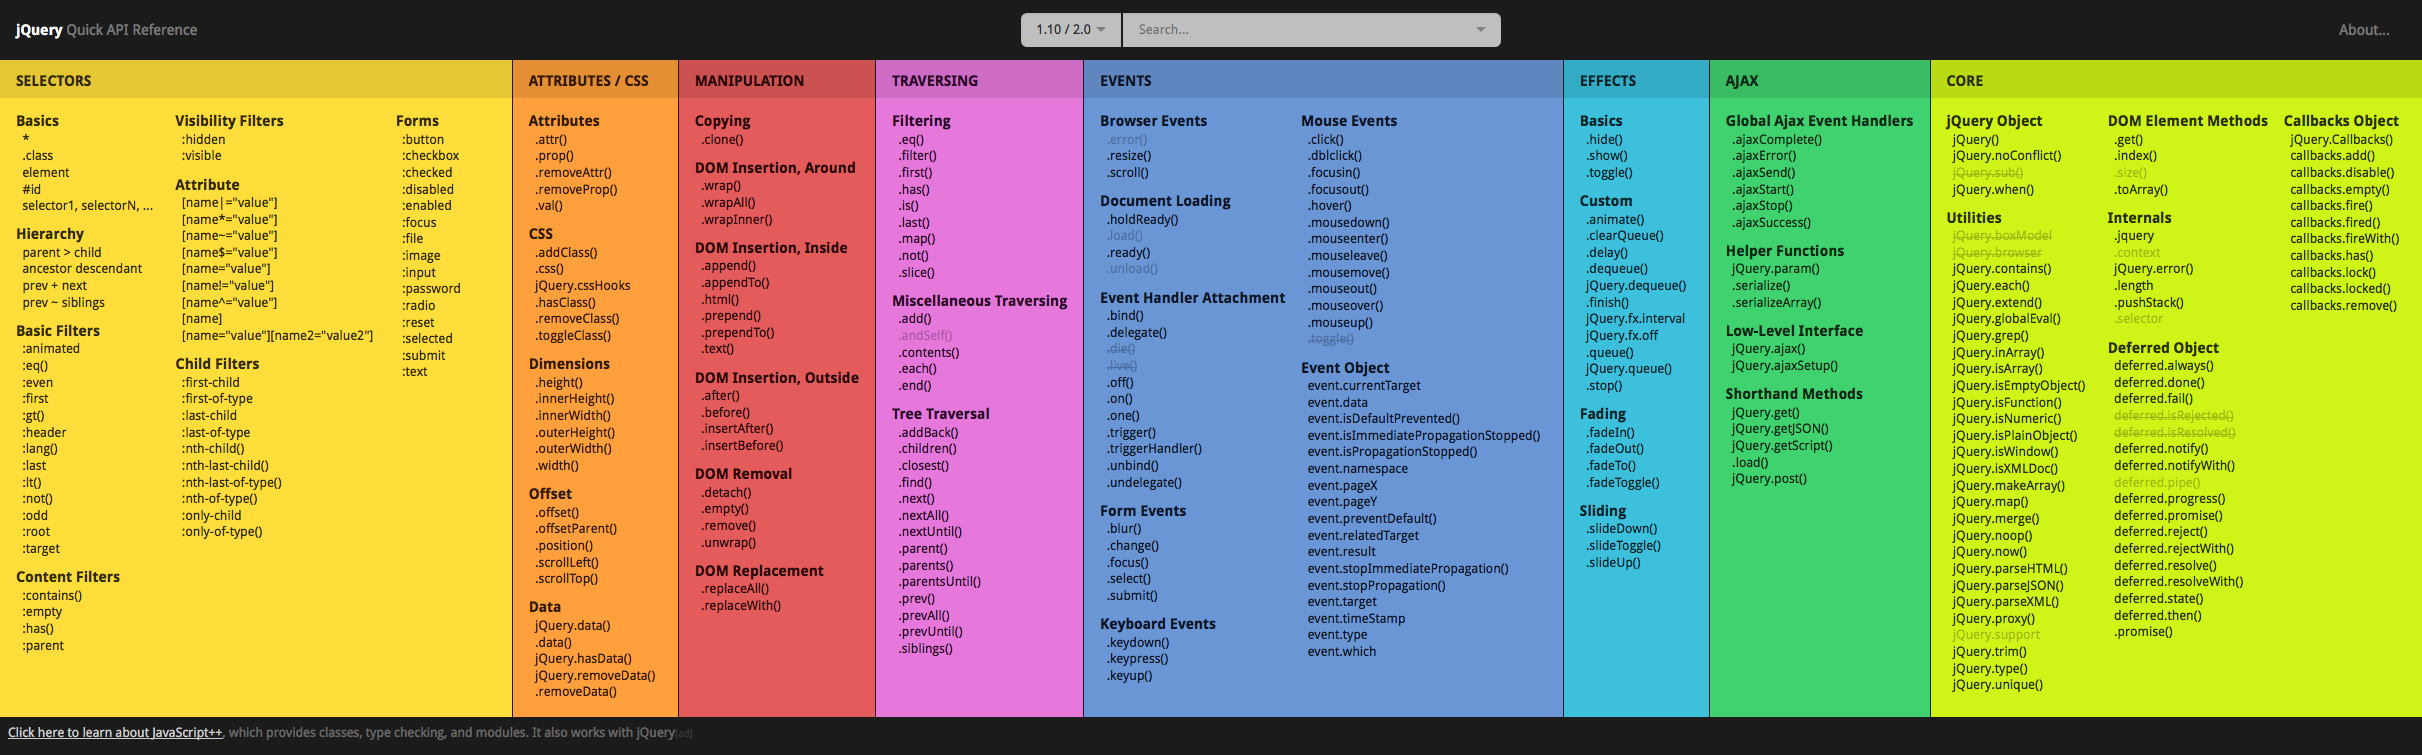 jQuery Quick API Reference
1.10 / 2.0
Search...
About...
SELECTORS
Basics
*
.class
element
#id
selector1, selectorN, ...
Hierarchy
parent > child
ancestor descendant
prev + next
prev ~ siblings
Basic Filters
:animated
:eq()
:even
:first
:gt()
:header
:lang()
:last
:lt()
:not()
:odd
:root
:target
Content Filters
:contains()
:empty
:has()
:parent
Visibility Filters
:hidden
:visible
Attribute
[name|="value"]
[name*="value"]
[name~="value"]
[name$="value"]
[name="value"]
[name!="value"]
[name^="value"]
[name]
[name="value"][name2="value2"]
Child Filters
:first-child
:first-of-type
:last-child
:last-of-type
:nth-child()
:nth-last-child()
:nth-last-of-type()
:nth-of-type()
:only-child
:only-of-type()
Forms
:button
:checkbox
:checked
:disabled
:enabled
:focus
:file
:image
:input
:password
:radio
:reset
:selected
:submit
:text
ATTRIBUTES / CSS
Attributes
.attr()
.prop()
.removeAttr()
.removeProp()
.val()
CSS
.addClass()
.css()
jQuery.cssHooks
.hasClass()
.removeClass()
.toggleClass()
Dimensions
.height()
.innerHeight()
.innerWidth()
.outerHeight()
.outerWidth()
.width()
Offset
.offset()
.offsetParent()
.position()
.scrollLeft()
.scrollTop()
Data
jQuery.data()
.data()
jQuery.hasData()
jQuery.removeData()
.removeData()
MANIPULATION
Copying
.clone()
DOM Insertion, Around
.wrap()
.wrapAll()
.wrapInner()
DOM Insertion, Inside
.append()
.appendTo()
.html()
.prepend()
.prependTo()
.text()
DOM Insertion, Outside
.after()
.before()
.insertAfter()
.insertBefore()
DOM Removal
.detach()
.empty()
.remove()
.unwrap()
DOM Replacement
.replaceAll()
.replaceWith()
TRAVERSING
Filtering
.eq()
.filter()
.first()
.has()
.is()
.last()
.map()
.not()
.slice()
Miscellaneous Traversing
.add()
.andSelf()
.contents()
.each()
.end()
Tree Traversal
.addBack()
.children()
.closest()
.find()
.next()
.nextAll()
.nextUntil()
.parent()
.parents()
.parentsUntil()
.prev()
.prevAll()
.prevUntil()
.siblings()
EVENTS
Browser Events
.error()
.resize()
.scroll()
Document Loading
.holdReady()
.load()
.ready()
.unload()
Event Handler Attachment
.bind()
.delegate()
.die()
.live()
.off()
.on()
.one()
.trigger()
.triggerHandler()
.unbind()
.undelegate()
Form Events
.blur()
.change()
.focus()
.select()
.submit()
Keyboard Events
.keydown()
.keypress()
.keyup()
Mouse Events
.click()
.dblclick()
.focusin()
.focusout()
.hover()
.mousedown()
.mouseenter()
.mouseleave()
.mousemove()
.mouseout()
.mouseover()
.mouseup()
.toggle()
Event Object
event.currentTarget
event.data
event.isDefaultPrevented()
event.isImmediatePropagationStopped()
event.isPropagationStopped()
event.namespace
event.pageX
event.pageY
event.preventDefault()
event.relatedTarget
event.result
event.stopImmediatePropagation()
event.stopPropagation()
event.target
event.timeStamp
event.type
event.which
EFFECTS
Basics
.hide()
.show()
.toggle()
Custom
.animate()
.clearQueue()
.delay()
.dequeue()
jQuery.dequeue()
.finish()
jQuery.fx.interval
jQuery.fx.off
.queue()
jQuery.queue()
.stop()
Fading
.fadeIn()
.fadeOut()
.fadeTo()
.fadeToggle()
Sliding
.slideDown()
.slideToggle()
.slideUp()
AJAX
Global Ajax Event Handlers
.ajaxComplete()
.ajaxError()
.ajaxSend()
.ajaxStart()
.ajaxStop()
.ajaxSuccess()
Helper Functions
jQuery.param()
.serialize()
.serializeArray()
Low-Level Interface
jQuery.ajax()
jQuery.ajaxSetup()
Shorthand Methods
jQuery.get()
jQuery.getJSON()
jQuery.getScript()
.load()
jQuery.post()
CORE
jQuery Object
jQuery()
jQuery.noConflict()
jQuery.sub()
jQuery.when()
Utilities
jQuery.boxModel
jQuery.browser
jQuery.contains()
jQuery.each()
jQuery.extend()
jQuery.globalEval()
jQuery.grep()
jQuery.inArray()
jQuery.isArray()
jQuery.isEmptyObject()
jQuery.isFunction()
jQuery.isNumeric()
jQuery.isPlainObject()
jQuery.isWindow()
jQuery.isXMLDoc()
jQuery.makeArray()
jQuery.map()
jQuery.merge()
jQuery.noop()
jQuery.now()
jQuery.parseHTML()
jQuery.parseJSON()
jQuery.parseXML()
jQuery.proxy()
jQuery.support
jQuery.trim()
jQuery.type()
jQuery.unique()
DOM Element Methods
.get()
.index()
.size()
.toArray()
Internals
.jquery
.context
jQuery.error()
.length
.pushStack()
.selector
Deferred Object
deferred.always()
deferred.done()
deferred.fail()
deferred.isRejected()
deferred.isResolved()
deferred.notify()
deferred.notifyWith()
deferred.pipe()
deferred.progress()
deferred.promise()
deferred.reject()
deferred.rejectWith()
deferred.resolve()
deferred.resolveWith()
deferred.state()
deferred.then()
.promise()
Callbacks Object
jQuery.Callbacks()
callbacks.add()
callbacks.disable()
callbacks.empty()
callbacks.fire()
callbacks.fired()
callbacks.fireWith()
callbacks.has()
callbacks.lock()
callbacks.locked()
callbacks.remove()
Click here to learn about JavaScript++, which provides classes, type checking, and modules. It also works with jQuery[ad]